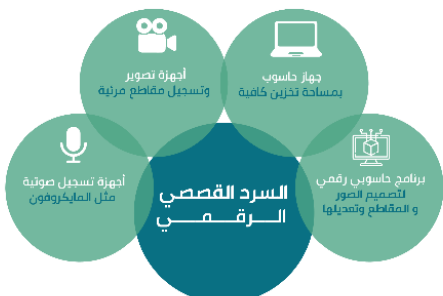 جهاز حاسوب
بمساحة تخزين كافية
أجهزة تصوير
وتسجيل مقاطع مرئية
برنامج حاسوبي رقمي
لتصميم الصور
و المقاطع وتعديلها
أجهزة تسجيل صوتية
مثل المايكروفون
السرد القصصي
الرقمي